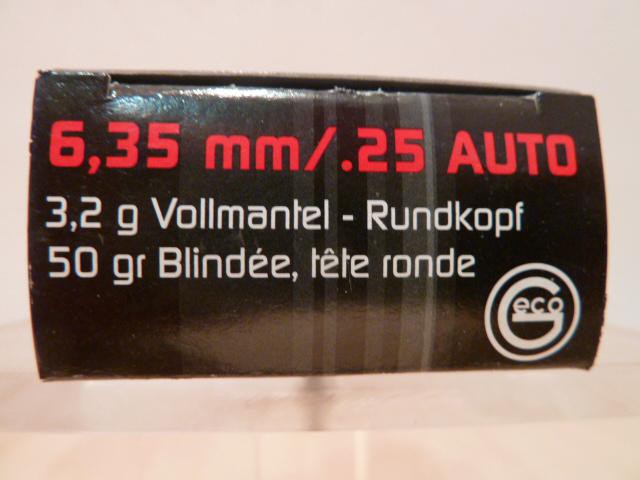 6,35 mm/.25 AUTO
3,2 g Vollmantel - Rundkopf
50 gr Blindée, tête ronde
Geco